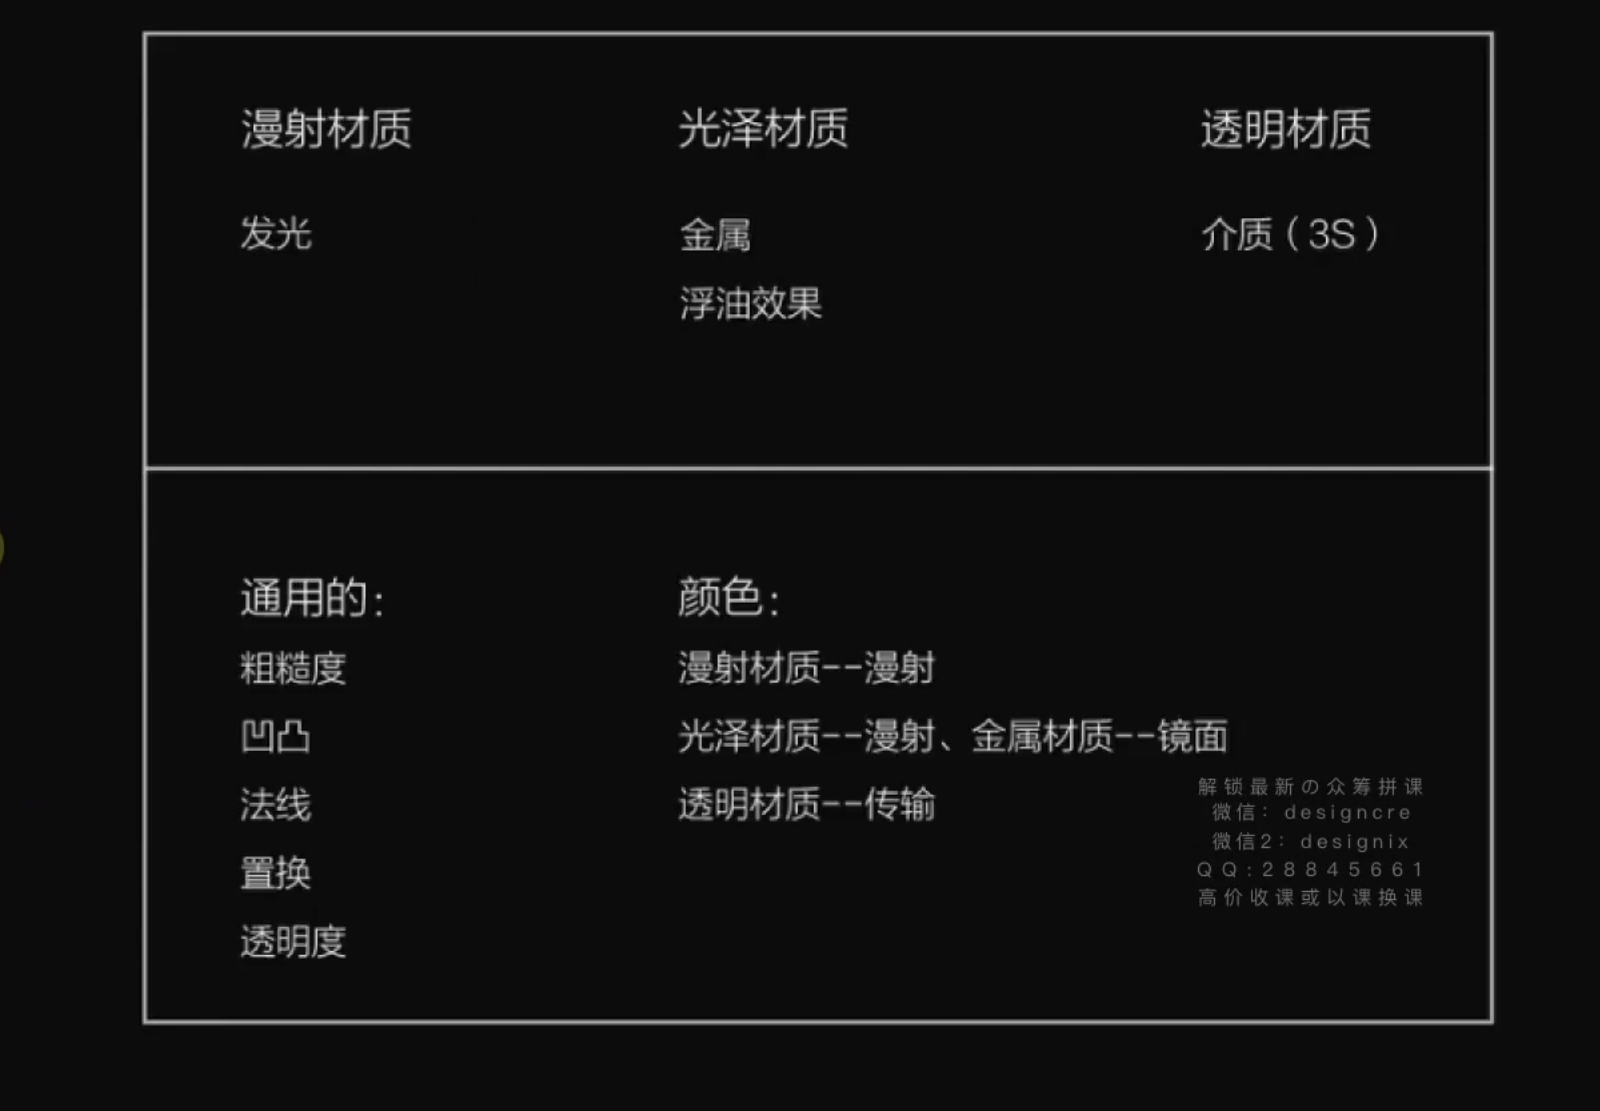 漫射材质
发光
光泽材质
金属
浮油效果
透明材质
介质（3S）
通用的：
粗糙度
凹凸
法线
置换
透明度
颜色：
漫射材质--漫射
光泽材质--漫射、金属材质--镜面
透明材质--传输
解锁最新の众筹拼课
微信：designcre
微信2：designix
QQ:28845661
高价收课或以课换课